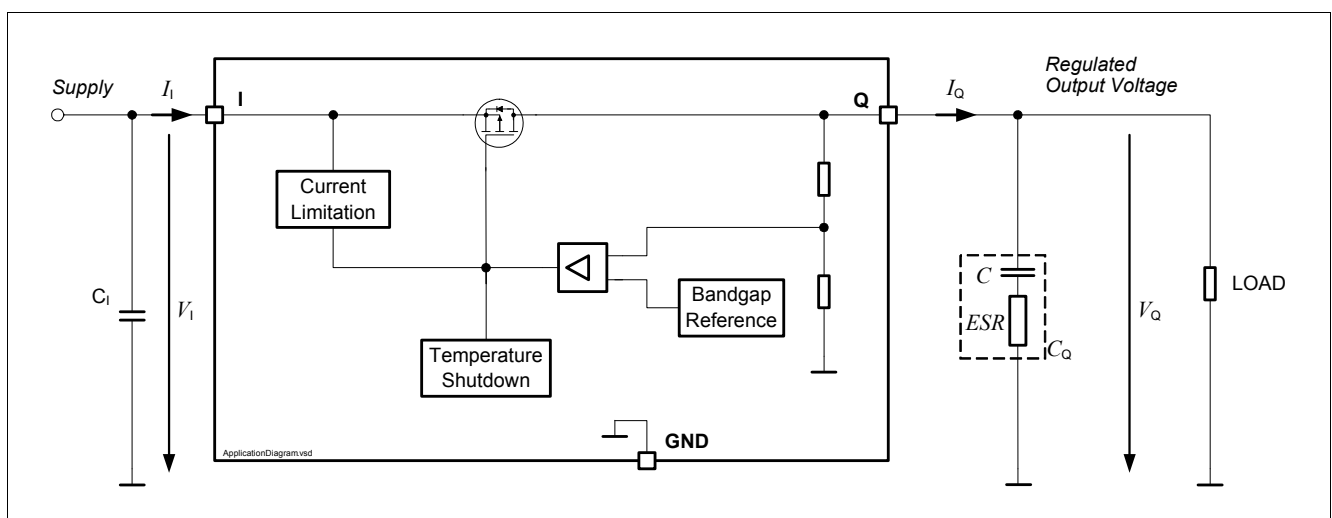 Supply
I_I
I
Q
I_Q
Regulated
Output Voltage
Current
Limitation
C_I
V_I
Bandgap
Reference
Temperature
Shutdown
C
ESR
C_Q
V_Q
LOAD
GND
ApplicationDiagram.vsd